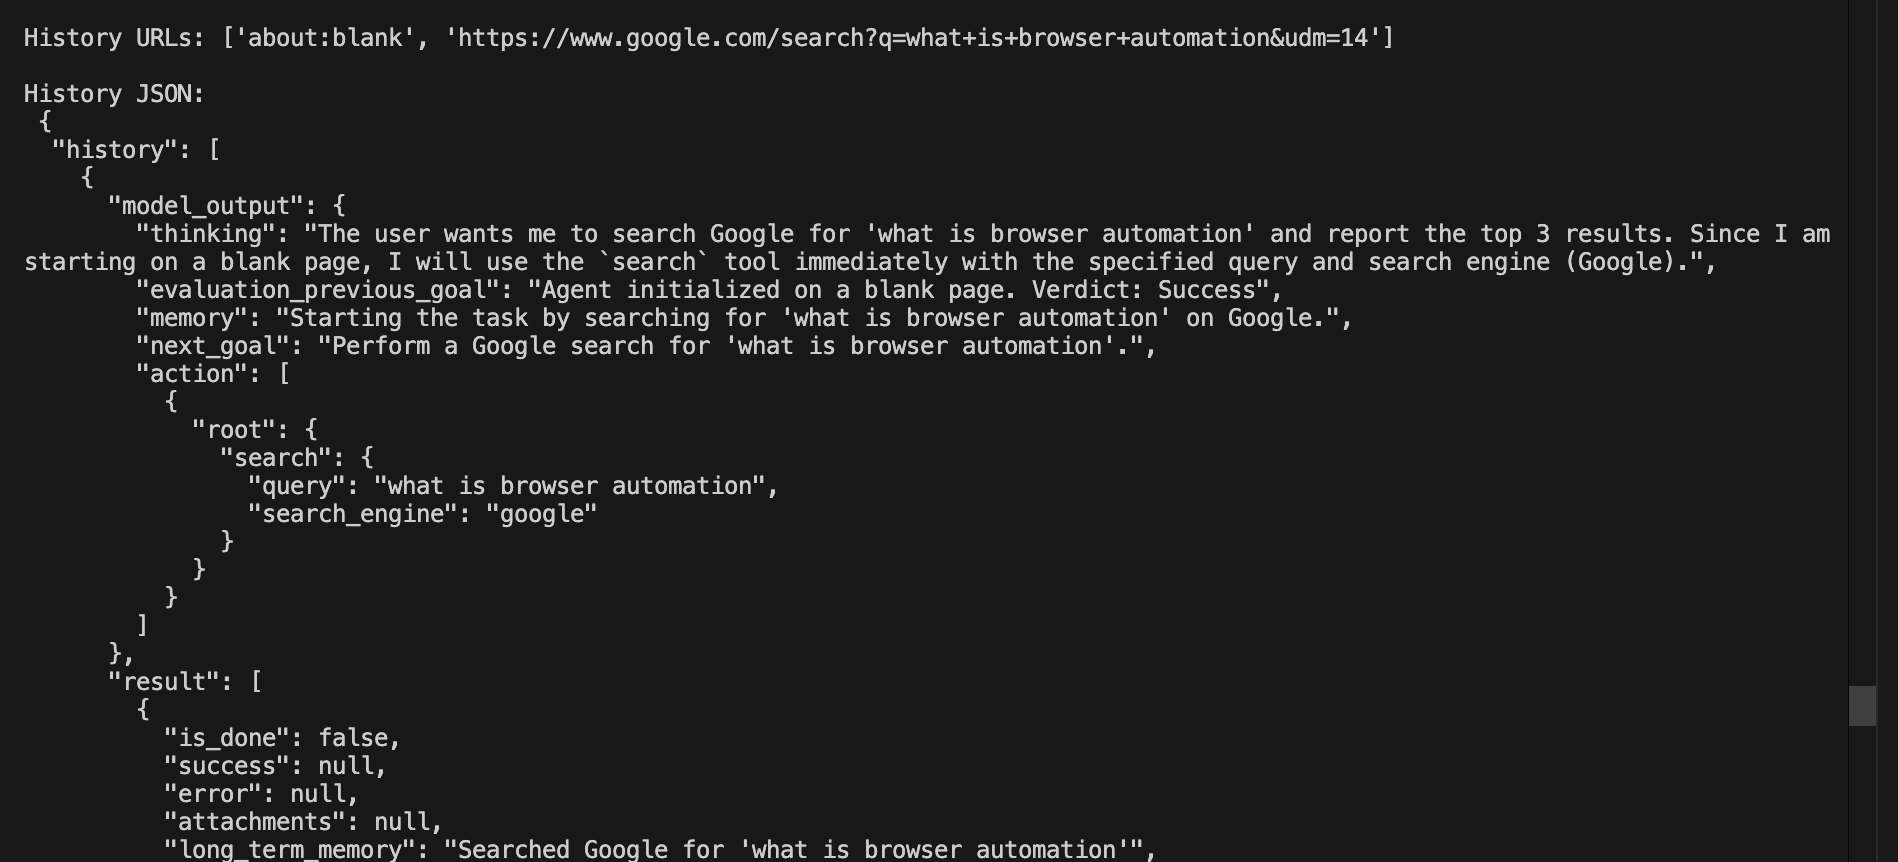 History URLs: ['about:blank', 'https://www.google.com/search?q=what+is+browser+automation&udm=14']

History JSON:
 {
  "history": [
    {
      "model_output": {
        "thinking": "The user wants me to search Google for 'what is browser automation' and report the top 3 results. Since I am
starting on a blank page, I will use the `search` tool immediately with the specified query and search engine (Google).",
        "evaluation_previous_goal": "Agent initialized on a blank page. Verdict: Success",
        "memory": "Starting the task by searching for 'what is browser automation' on Google.",
        "next_goal": "Perform a Google search for 'what is browser automation'.",
        "action": [
          {
            "root": {
              "search": {
                "query": "what is browser automation",
                "search_engine": "google"
              }
            }
          }
        ]
      },
      "result": [
        {
          "is_done": false,
          "success": null,
          "error": null,
          "attachments": null,
          "long_term_memory": "Searched Google for 'what is browser automation'",